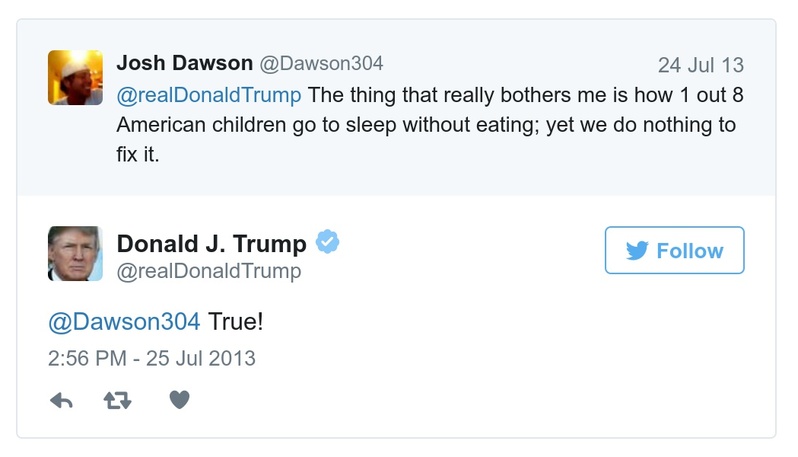 Josh Dawson @Dawson304 24 Jul 13
@realDonaldTrump The thing that really bothers me is how 1 out 8
American children go to sleep without eating; yet we do nothing to
fix it.
Donald J. Trump
@realDonaldTrump
Follow
@Dawson304 True!
2:56 PM - 25 Jul 2013